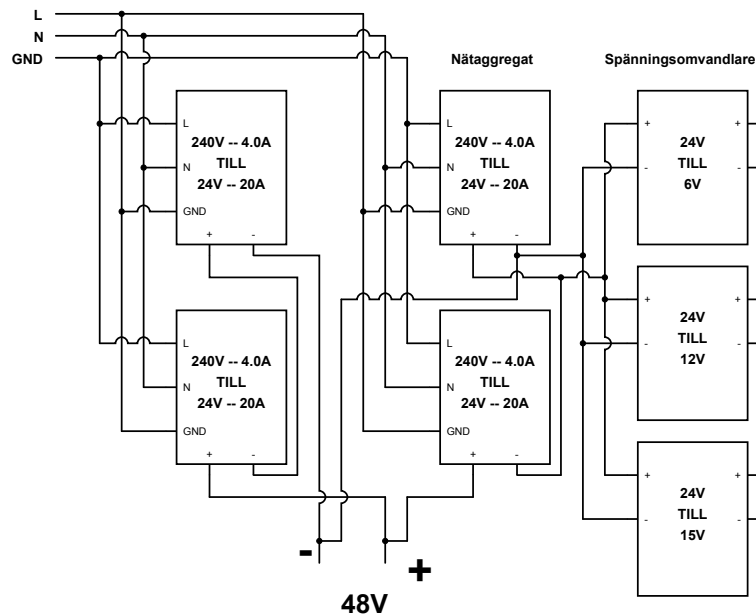 L
N
GND
Nätaggregat
Spänningsomvandlare
L
240V -- 4.0A
TILL
N
24V -- 20A
GND
+ -
L
240V -- 4.0A
TILL
N
24V -- 20A
GND
+ -
+ +
24V
TILL
- -
6V
L
240V -- 4.0A
TILL
N
24V -- 20A
GND
+ -
L
240V -- 4.0A
TILL
N
24V -- 20A
GND
+ -
+ +
24V
TILL
- -
12V
+ +
24V
TILL
- -
15V
- +
48V